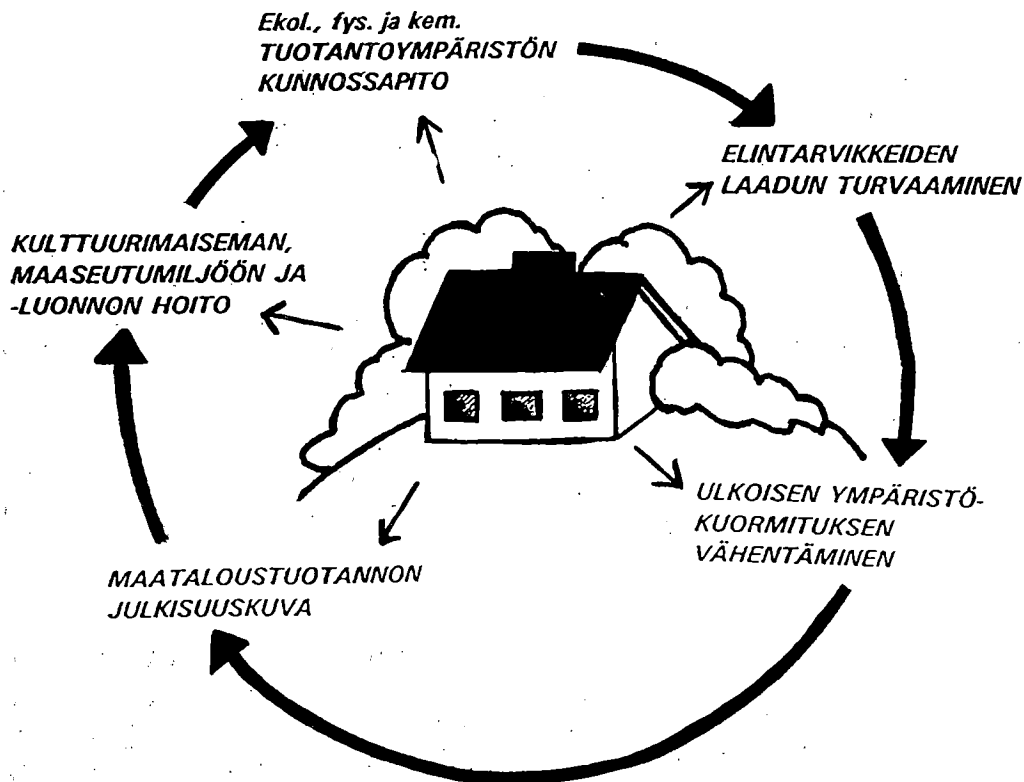 Ekol., fys. ja kem.
TUOTANTOYMPÄRISTÖN
KUNNOSSAPITO
ELINTARVIKKEIDEN
LAADUN TURVAAMINEN
KULTTUURIMAISEMAN,
MAASEUTUMILJÖÖN JA
-LUONNON HOITO
ULKOISEN YMPÄRISTÖ-
KUORMITUKSEN
VÄHENTÄMINEN
MAATALOUSTUOTANNON
JULKISUUSKUVA